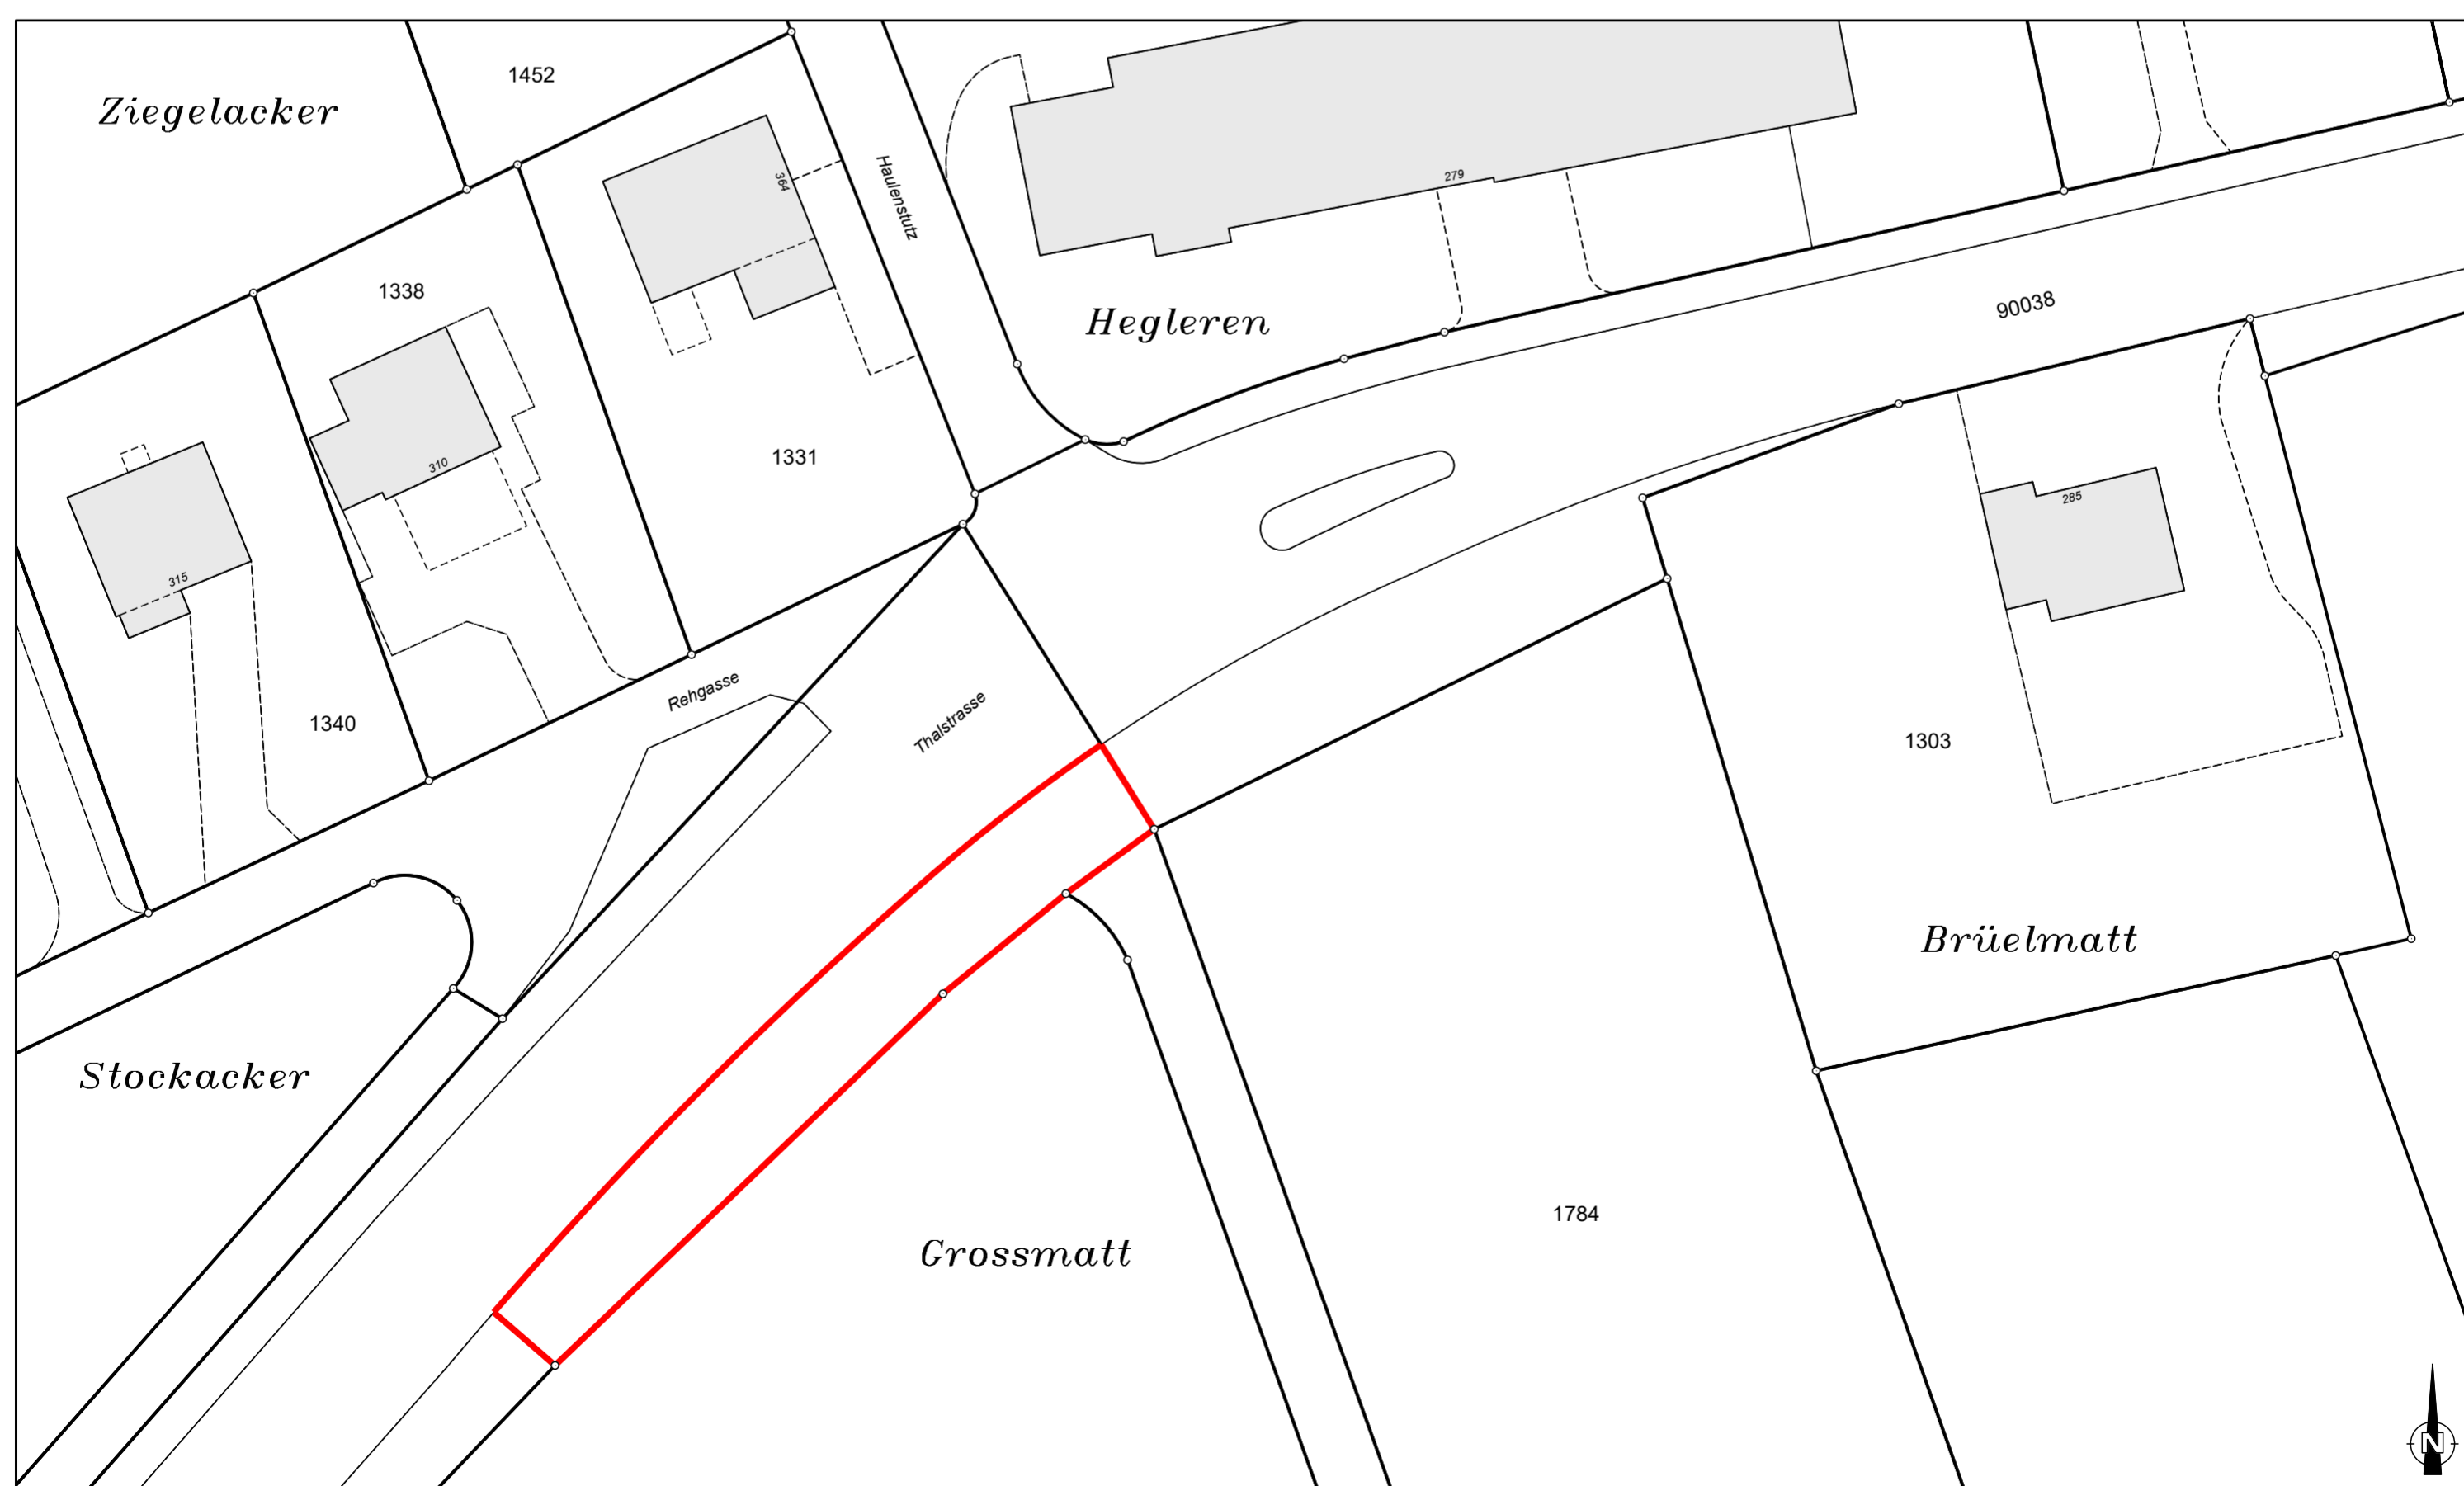 1452
Ziegelacker
364
Haulenstutz
279
1338
90038
Hegleren
1331
310
285
315
Rehgasse
Thalstrasse
1340
1303
Brüelmatt
Stockacker
1784
Grossmatt
N